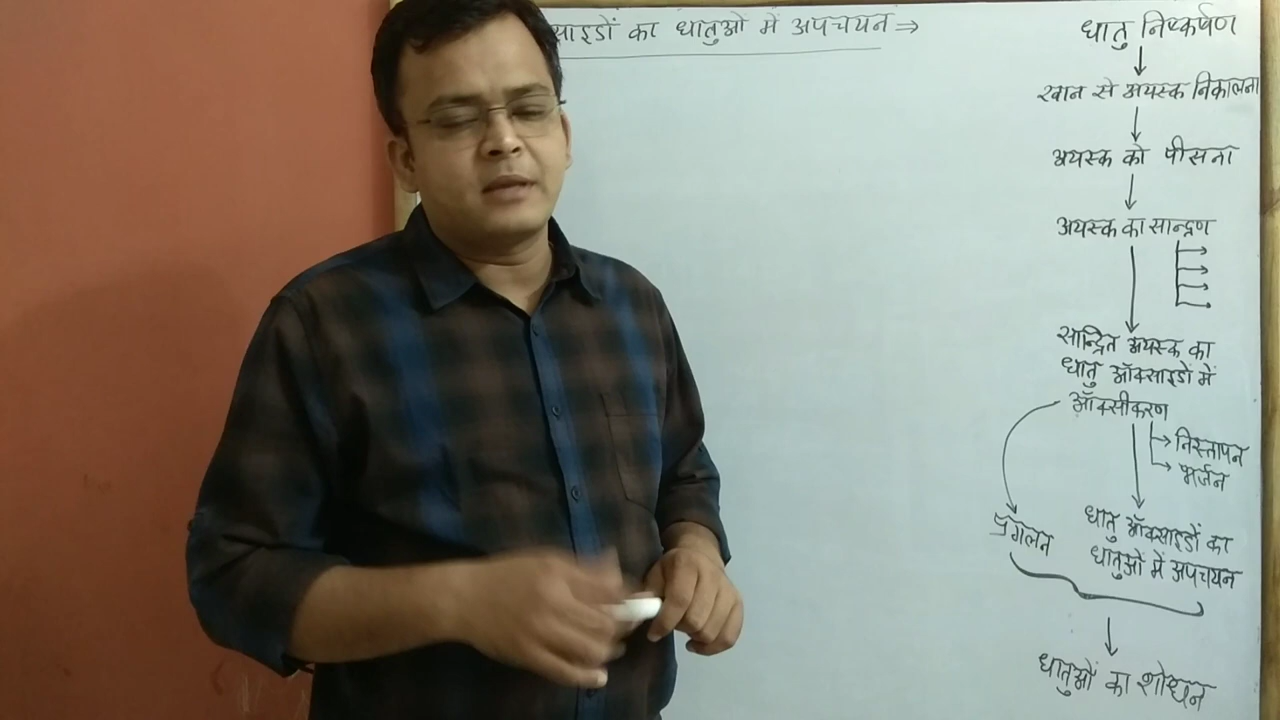 साइडों का धातुओं में अपचयन ⇒
धातु निष्कर्षण
खान से अयस्क निकालना
अयस्क को पीसना
अयस्क का सान्द्रण
सान्द्रित अयस्क का
धातु ऑक्साइडों में
ऑक्सीकरण
निस्तापन
भर्जन
प्रगलन
धातु ऑक्साइडों का
धातुओं में अपचयन
धातुओं का शोधन